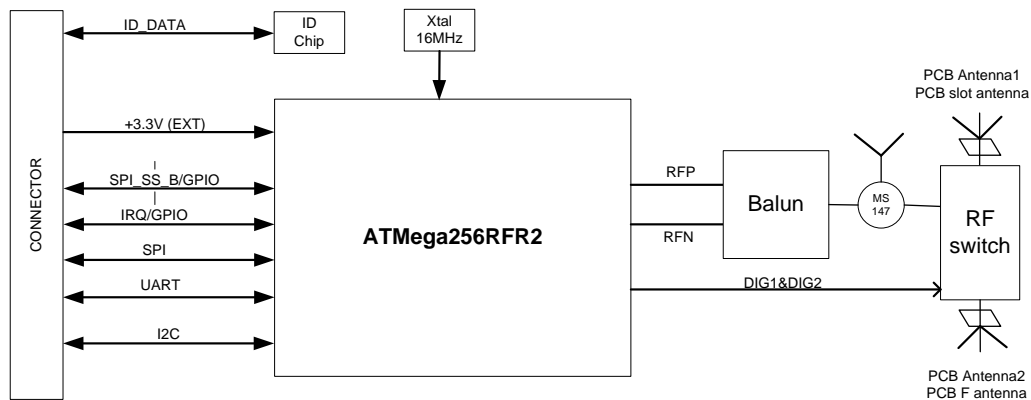 ID_DATA
ID
Chip
Xtal
16MHz
PCB Antenna1
PCB slot antenna
CONNECTOR
+3.3V (EXT)
SPI_SS_B/GPIO
IRQ/GPIO
SPI
UART
I2C
ATMega256RFR2
RFP
RFN
Balun
MS
147
RF
switch
DIG1&DIG2
PCB Antenna2
PCB F antenna